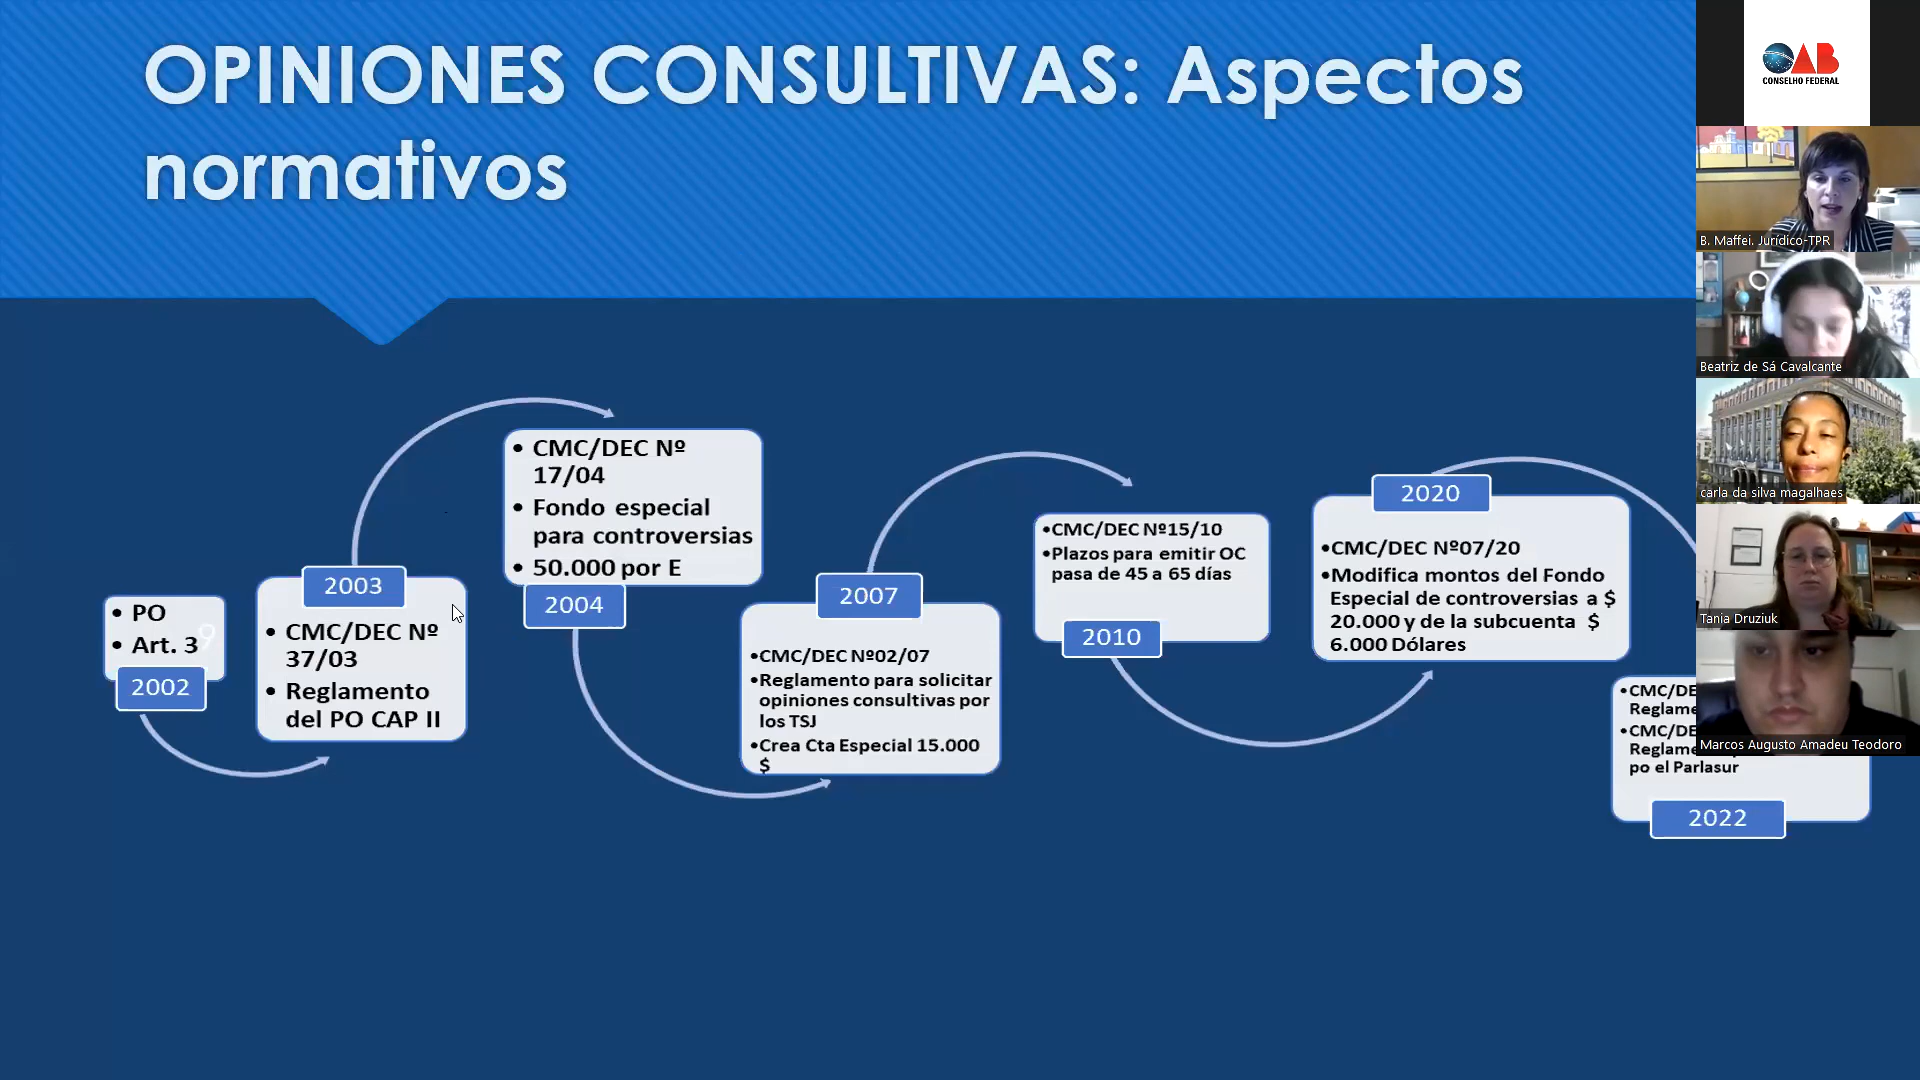 OPINIONES CONSULTIVAS: Aspectos
normativos
• PO
• Art. 3
2002
2003
• CMC/DEC Nº
37/03
• Reglamento
del PO CAP II
• CMC/DEC Nº
17/04
• Fondo especial
para controversias
• 50.000 por E
2004
2007
•CMC/DEC Nº02/07
•Reglamento para solicitar
opiniones consultivas por
los TSJ
•Crea Cta Especial 15.000
$
•CMC/DEC Nº15/10
•Plazos para emitir OC
pasa de 45 a 65 días
2010
2020
•CMC/DEC Nº07/20
•Modifica montos del Fondo
Especial de controversias a $
20.000 y de la subcuenta $
6.000 Dólares
po el Parlasur
2022
OAB
CONSELHO FEDERAL
B. Maffei. Jurídico-TPR
Beatriz de Sá Cavalcante
carla da silva magalhaes
Tania Druziuk
Marcos Augusto Amadeu Teodoro